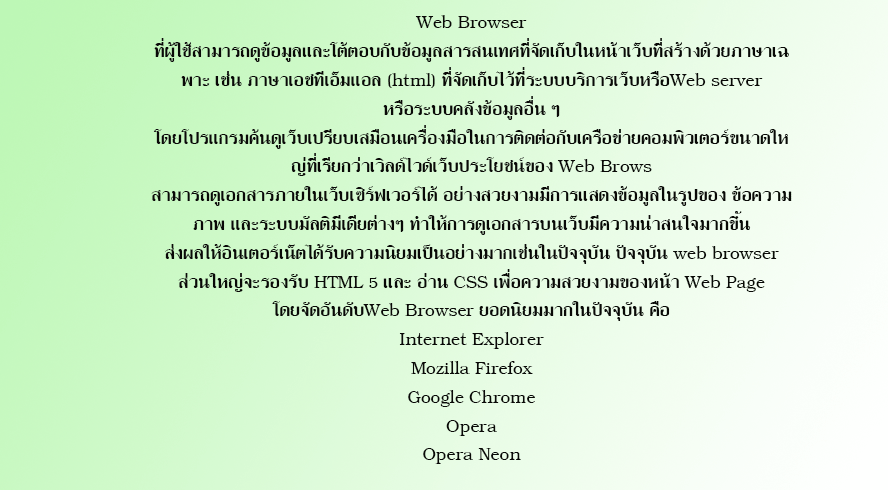 Web Browser
ที่ผู้ใช้สามารถดูข้อมูลและโต้ตอบกับข้อมูลสารสนเทศที่จัดเก็บในหน้าเว็บที่สร้างด้วยภาษาเฉ
พาะ เช่น ภาษาเอชทีเอ็มแอล (html) ที่จัดเก็บไว้ที่ระบบบริการเว็บหรือWeb server
หรือระบบคลังข้อมูลอื่น ๆ
โดยโปรแกรมค้นดูเว็บเปรียบเสมือนเครื่องมือในการติดต่อกับเครือข่ายคอมพิวเตอร์ขนาดให
ญ่ที่เรียกว่าเวิลด์ไวด์เว็บประโยชน์ของ Web Brows
สามารถดูเอกสารภายในเว็บเซิร์ฟเวอร์ได้ อย่างสวยงามมีการแสดงข้อมูลในรูปของ ข้อความ
ภาพ และระบบมัลติมีเดียต่างๆ ทำให้การดูเอกสารบนเว็บมีความน่าสนใจมากขึ้น
ส่งผลให้อินเตอร์เน็ตได้รับความนิยมเป็นอย่างมากเช่นในปัจจุบัน ปัจจุบัน web browser
ส่วนใหญ่จะรองรับ HTML 5 และ อ่าน CSS เพื่อความสวยงามของหน้า Web Page
โดยจัดอันดับWeb Browser ยอดนิยมมากในปัจจุบัน คือ
Internet Explorer
Mozilla Firefox
Google Chrome
Opera
Opera Neon